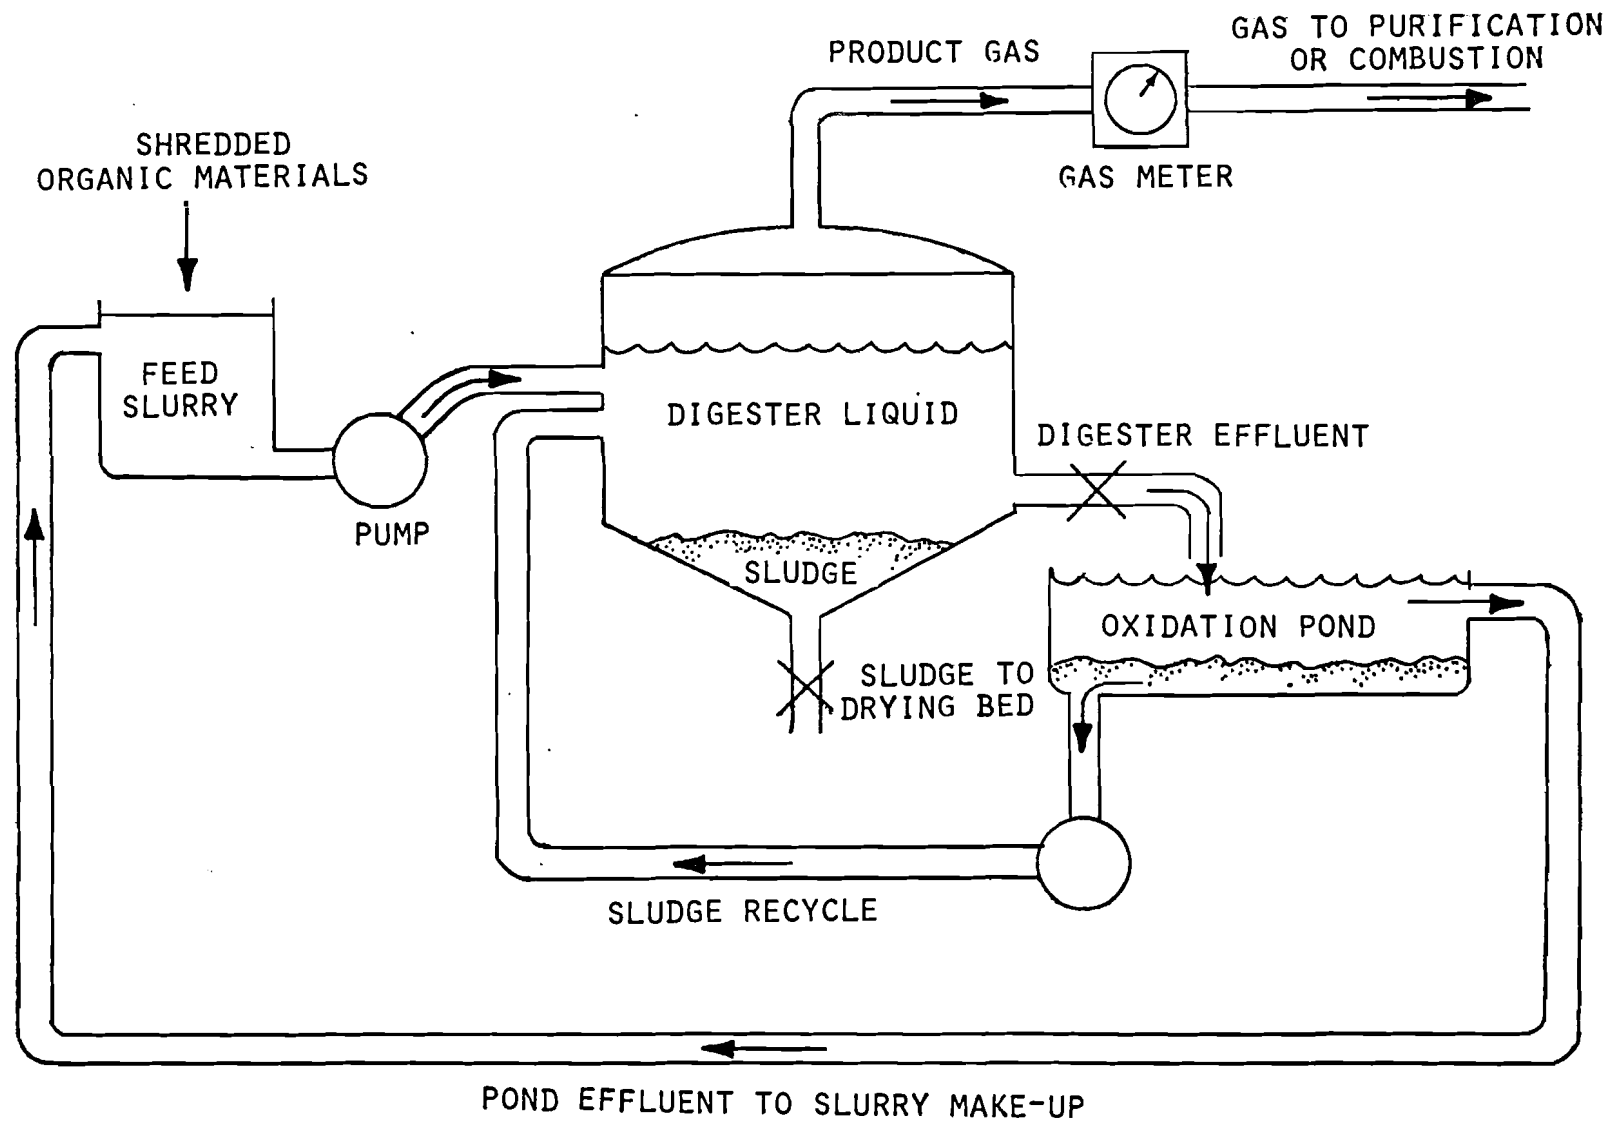 PRODUCT GAS
GAS TO PURIFICATION
OR COMBUSTION
GAS METER
SHREDDED
ORGANIC MATERIALS
FEED
SLURRY
PUMP
DIGESTER LIQUID
DIGESTER EFFLUENT
SLUDGE
OXIDATION POND
SLUDGE TO
DRYING BED
SLUDGE RECYCLE
POND EFFLUENT TO SLURRY MAKE-UP